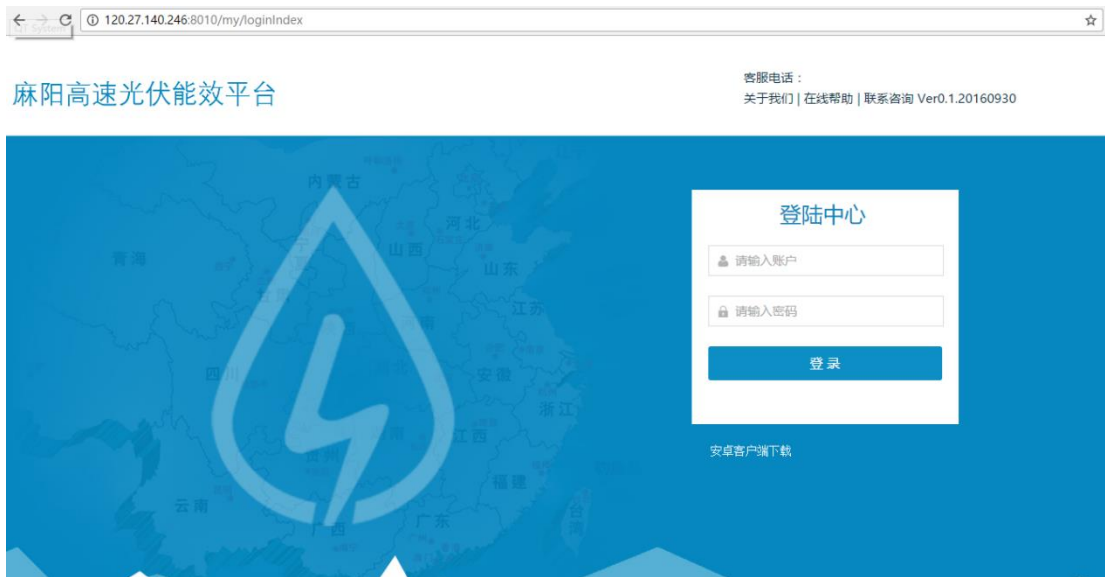 120.27.140.246:8010/my/loginIndex
麻阳高速光伏能效平台
客服电话：
关于我们 | 在线帮助 | 联系咨询 Ver0.1.20160930
登陆中心
请输入账户
请输入密码
登录
安卓客户端下载
内蒙古
河北
山西
山东
青海
江苏
四川
安徽
浙江
江西
福建
云南
广西
广东
台湾